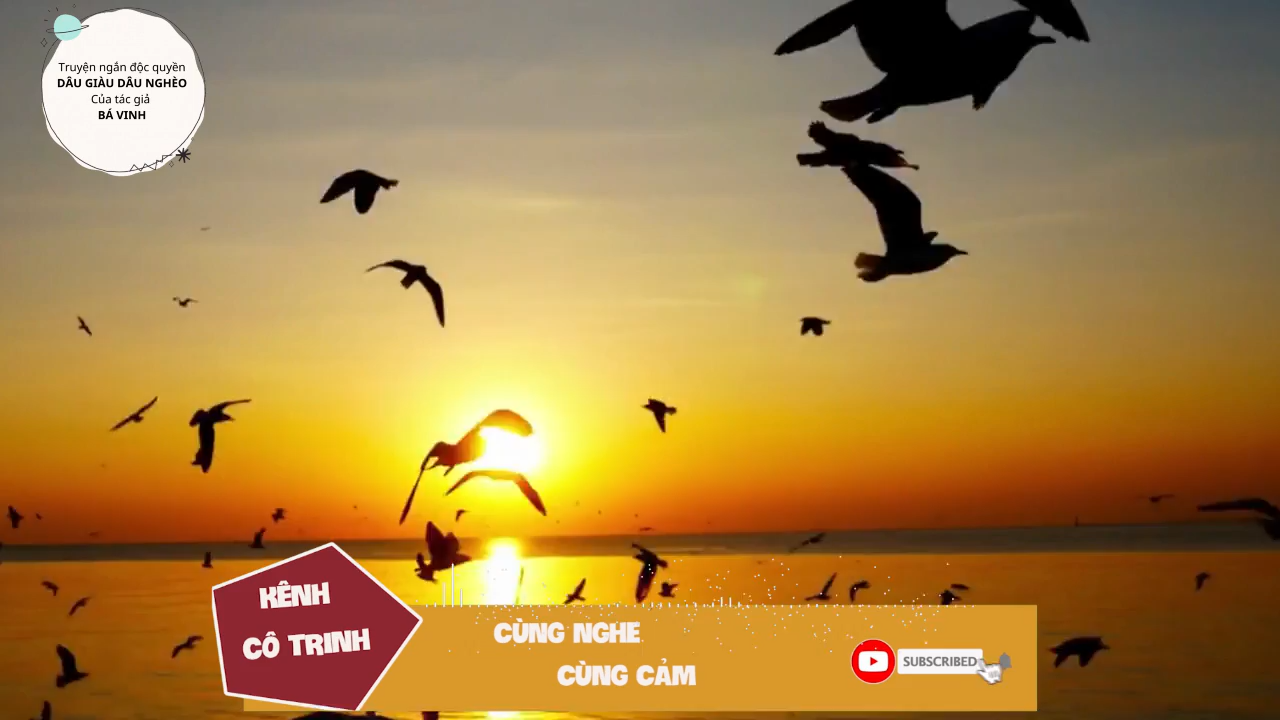 Truyện ngắn độc quyền
DÂU GIÀU DÂU NGHÈO
Của tác giả
BÁ VINH
KÊNH
CÔ TRINH
CÙNG NGHE
CÙNG CẢM
SUBSCRIBED